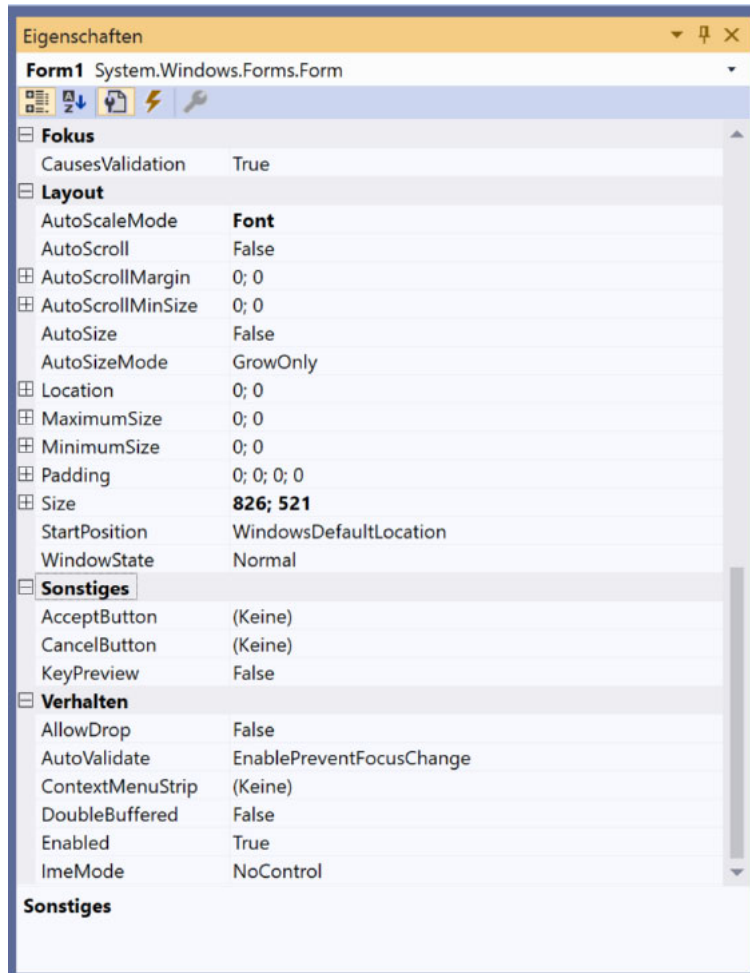 Eigenschaften
Form1 System.Windows.Forms.Form
Fokus
CausesValidation True
Layout
AutoScaleMode Font
AutoScroll False
AutoScrollMargin 0; 0
AutoScrollMinSize 0; 0
AutoSize False
AutoSizeMode GrowOnly
Location 0; 0
MaximumSize 0; 0
MinimumSize 0; 0
Padding 0; 0; 0; 0
Size 826; 521
StartPosition WindowsDefaultLocation
WindowState Normal
Sonstiges
AcceptButton (Keine)
CancelButton (Keine)
KeyPreview False
Verhalten
AllowDrop False
AutoValidate EnablePreventFocusChange
ContextMenuStrip (Keine)
DoubleBuffered False
Enabled True
ImeMode NoControl
Sonstiges